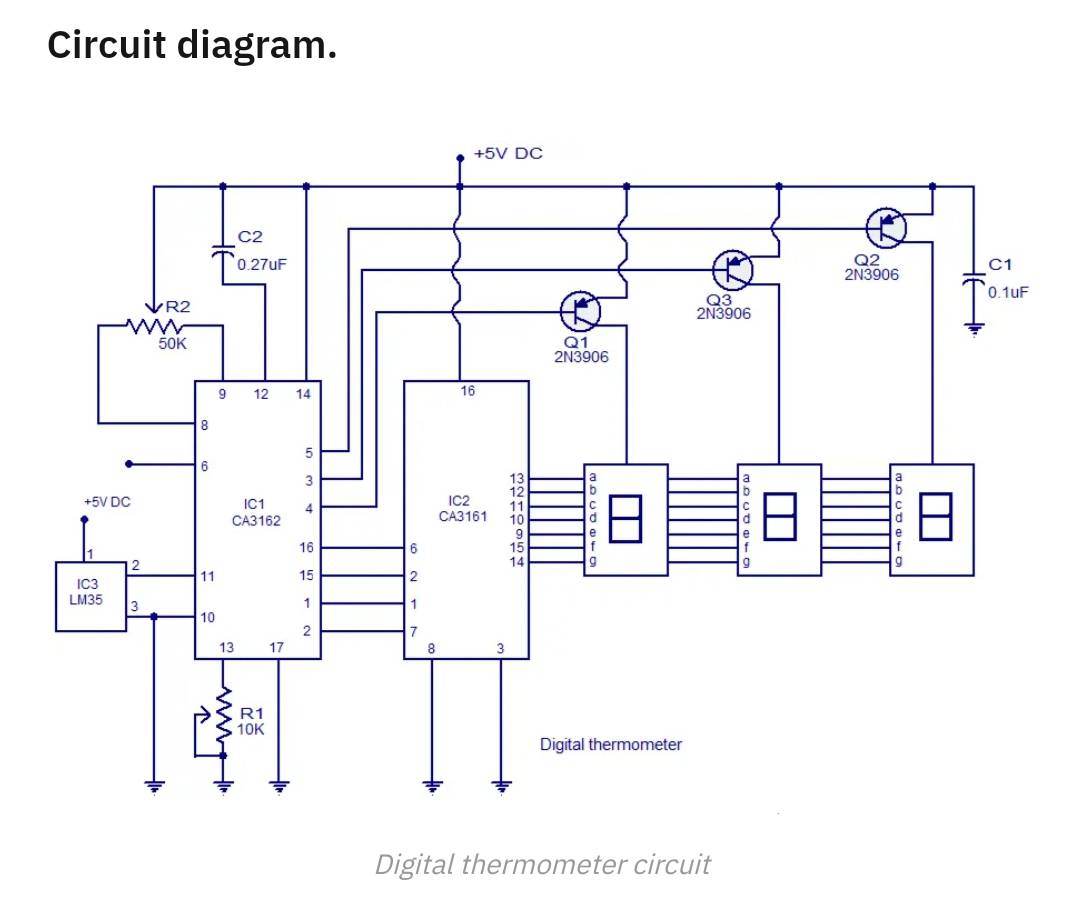 Circuit diagram.
+5V DC
C2
0.27uF
R2
50K
Q2
2N3906
C1
0.1uF
Q3
2N3906
Q1
2N3906
9 12 14
8
6
5
3
4
IC1
CA3162
16
15
1
2
11
10
13 17
+5V DC
1
IC3
LM35
2
3
16
IC2
CA3161
6
2
1
7
8 3
13
12
11
10
9
15
14
a
b
c
d
e
f
g
a
b
c
d
e
f
g
a
b
c
d
e
f
g
R1
10K
Digital thermometer
Digital thermometer circuit